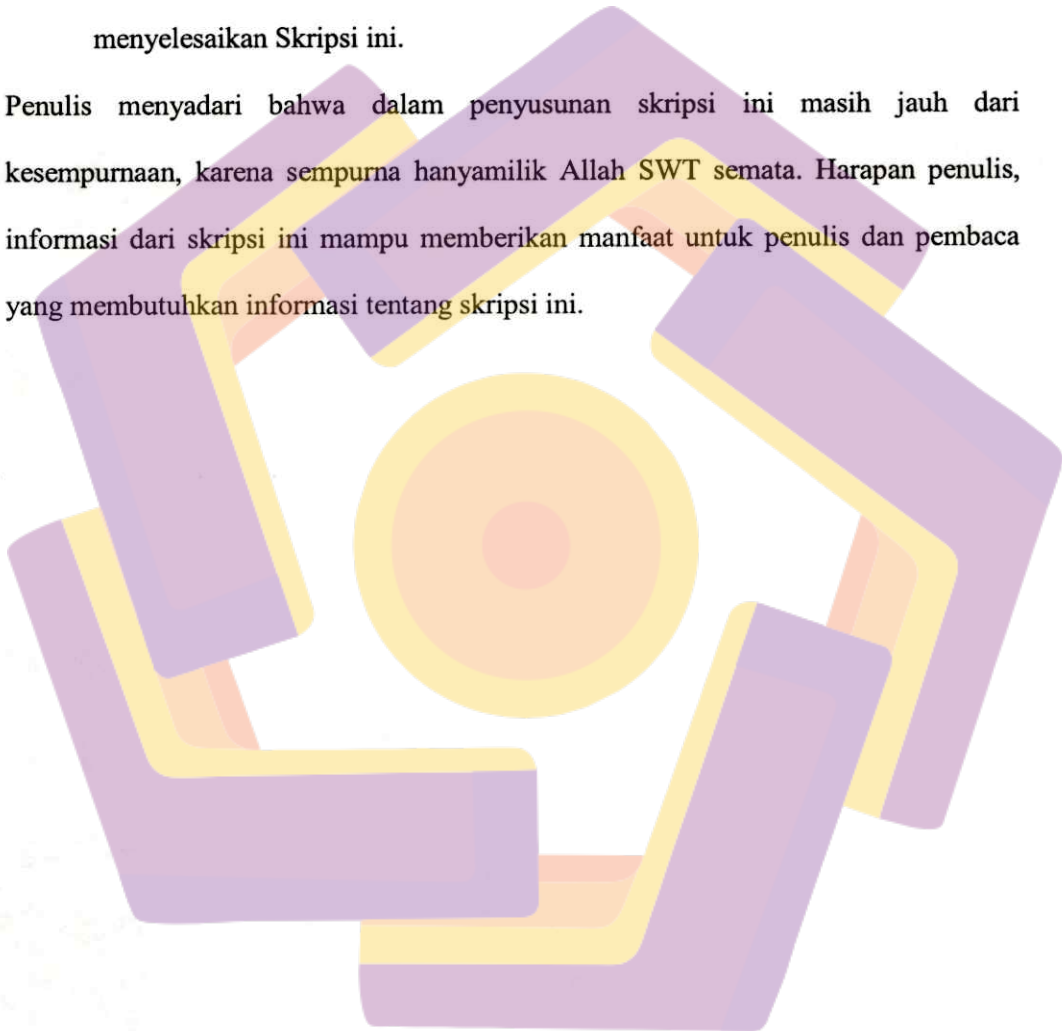 menyelesaikan Skripsi ini.
Penulis menyadari bahwa dalam penyusunan skripsi ini masih jauh dari
kesempurnaan, karena sempurna hanyamilik Allah SWT semata. Harapan penulis,
informasi dari skripsi ini mampu memberikan manfaat untuk penulis dan pembaca
yang membutuhkan informasi tentang skripsi ini.